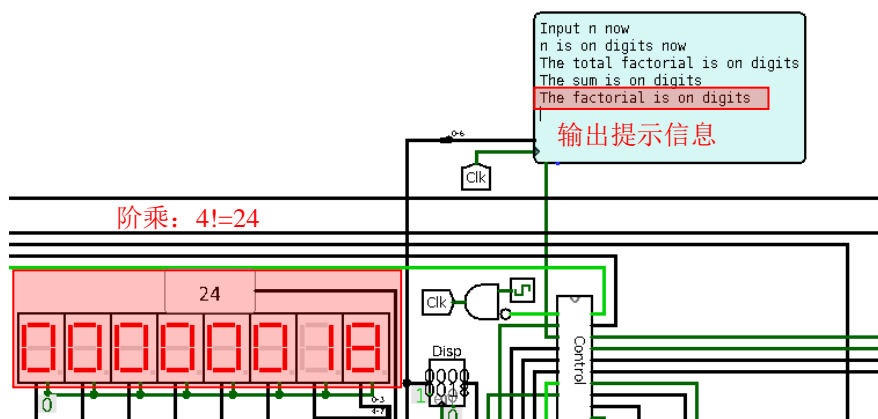 Input n now
n is on digits now
The total factorial is on digits
The sum is on digits
The factorial is on digits
输出提示信息
0-6
Clk
阶乘：4!=24
24
Clk
00000018
Disp
Control
0-3
4-7
0
1
0